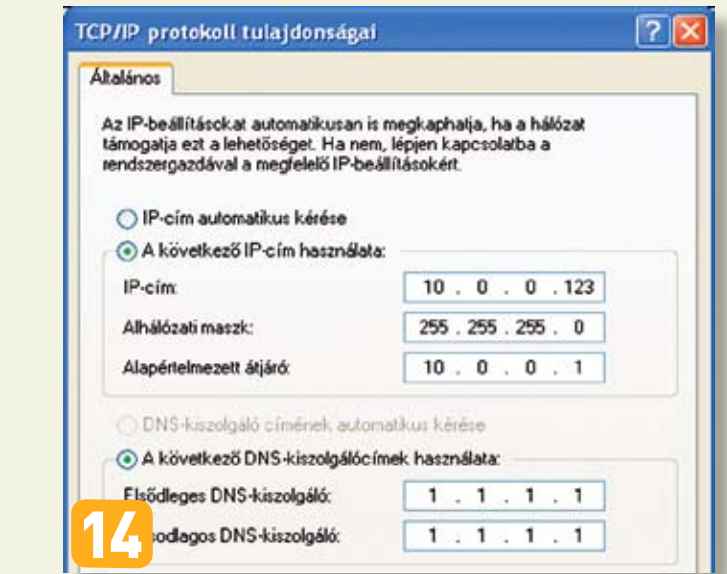 TCP/IP protokoll tulajdonságai
Általános
Az IP-beállításokat automatikusan is megkaphatja, ha a hálózat
támogatja ezt a lehetőséget. Ha nem, lépjen kapcsolatba a
rendszergazdával a megfelelő IP-beállításokért.
IP-cím automatikus kérése
A következő IP-cím használata:
IP-cím: 10 . 0 . 0 . 123
Alhálózati maszk: 255 . 255 . 255 . 0
Alapértelmezett átjáró: 10 . 0 . 0 . 1
DNS-kiszolgáló címének automatikus kérése
A következő DNS-kiszolgálócímek használata:
Elsődleges DNS-kiszolgáló: 1 . 1 . 1 . 1
DNS-kiszolgáló: 1 . 1 . 1 . 1
14